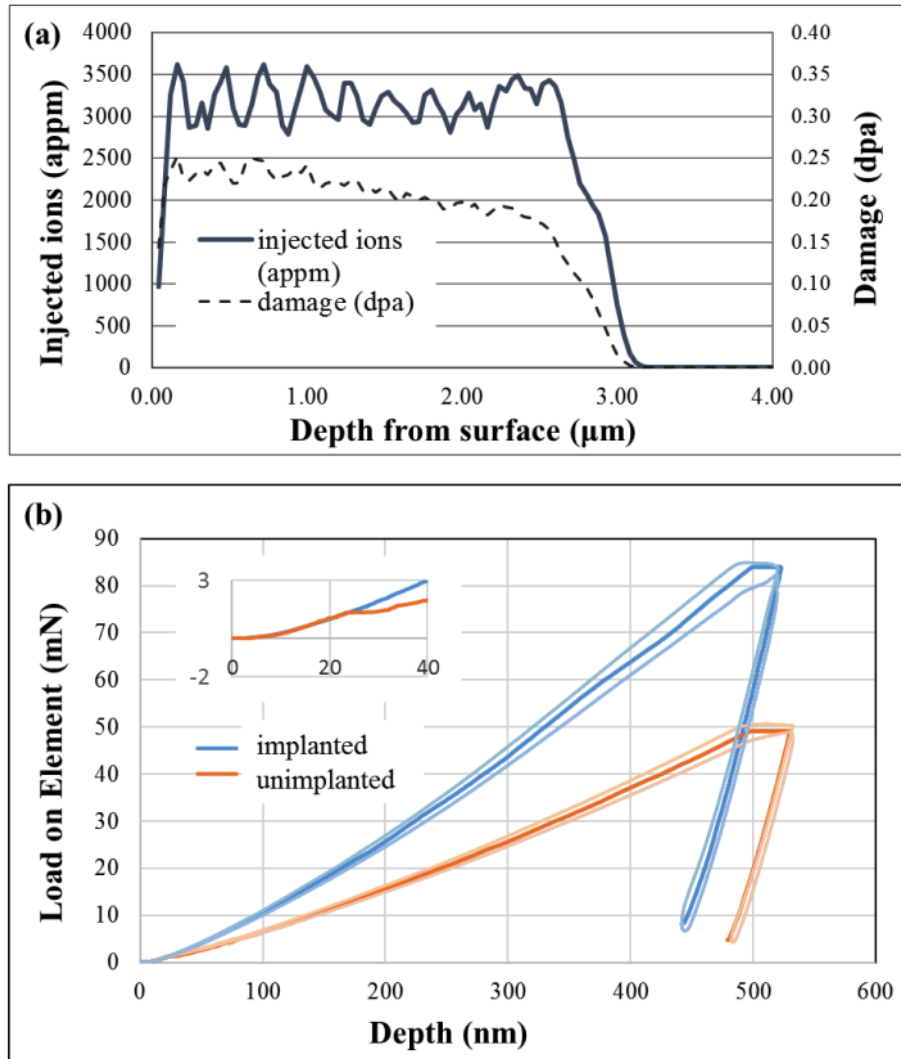 (a)
4000
3500
3000
2500
2000
1500
1000
500
0
Injected ions (appm)
0.40
0.35
0.30
0.25
0.20
0.15
0.10
0.05
0.00
Damage (dpa)
injected ions
(appm)
damage (dpa)
0.00 1.00 2.00 3.00 4.00
Depth from surface (μm)
(b)
90
80
70
60
50
40
30
20
10
0
Load on Element (mN)
3
-2
0 20 40
implanted
unimplanted
0 100 200 300 400 500 600
Depth (nm)